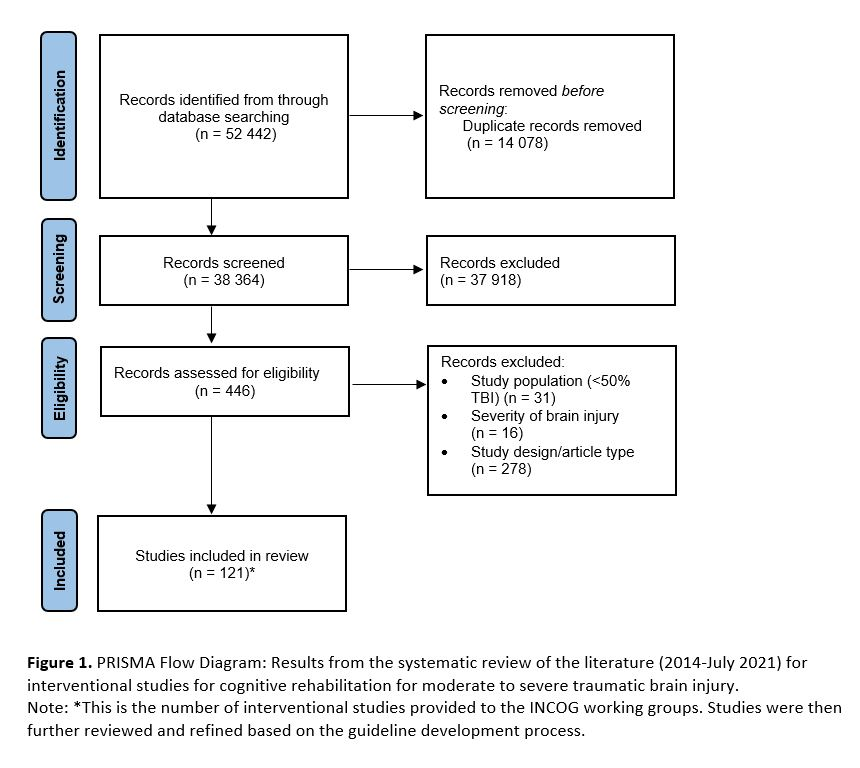 Identification
Records identified from through
database searching
(n = 52 442)
Records removed before
screening:
Duplicate records removed
(n = 14 078)
Screening
Records screened
(n = 38 364)
Records excluded
(n = 37 918)
Eligibility
Records assessed for eligibility
(n = 446)
Records excluded:
• Study population (<50%
TBI) (n = 31)
• Severity of brain injury
(n = 16)
• Study design/article type
(n = 278)
Included
Studies included in review
(n = 121)*
Figure 1. PRISMA Flow Diagram: Results from the systematic review of the literature (2014-July 2021) for
interventional studies for cognitive rehabilitation for moderate to severe traumatic brain injury.
Note: *This is the number of interventional studies provided to the INCOG working groups. Studies were then
further reviewed and refined based on the guideline development process.